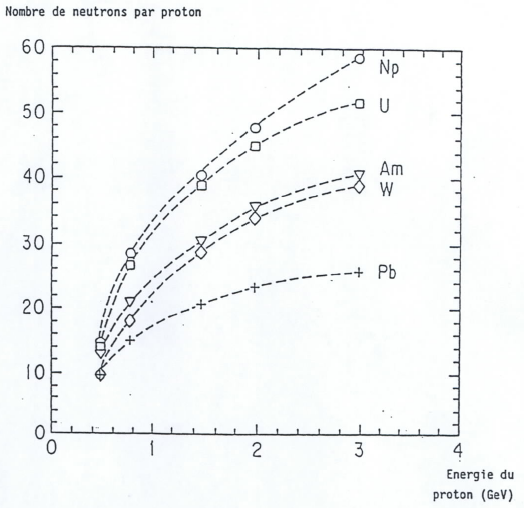 Nombre de neutrons par proton
60
50
40
30
20
10
0
Np
U
Am
W
Pb
0 1 2 3 4
Energie du
proton (GeV)